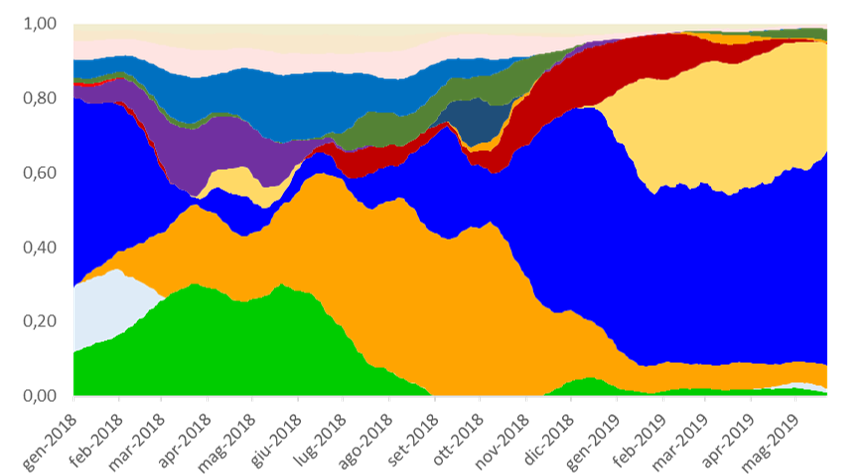 1,00
0,80
0,60
0,40
0,20
0,00
gen-2018
feb-2018
mar-2018
apr-2018
mag-2018
giu-2018
lug-2018
ago-2018
set-2018
ott-2018
nov-2018
dic-2018
gen-2019
feb-2019
mar-2019
apr-2019
mag-2019